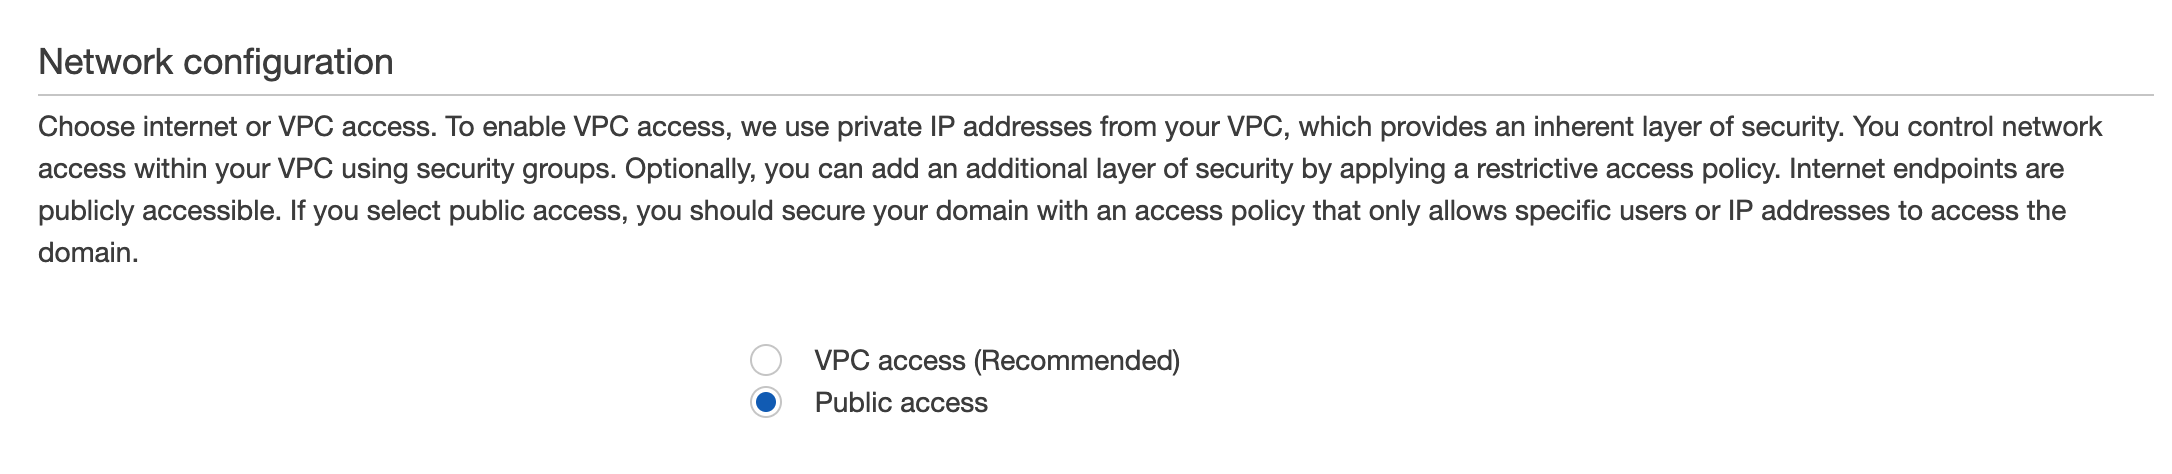 Network configuration
Choose internet or VPC access. To enable VPC access, we use private IP addresses from your VPC, which provides an inherent layer of security. You control network
access within your VPC using security groups. Optionally, you can add an additional layer of security by applying a restrictive access policy. Internet endpoints are
publicly accessible. If you select public access, you should secure your domain with an access policy that only allows specific users or IP addresses to access the
domain.
VPC access (Recommended)
Public access